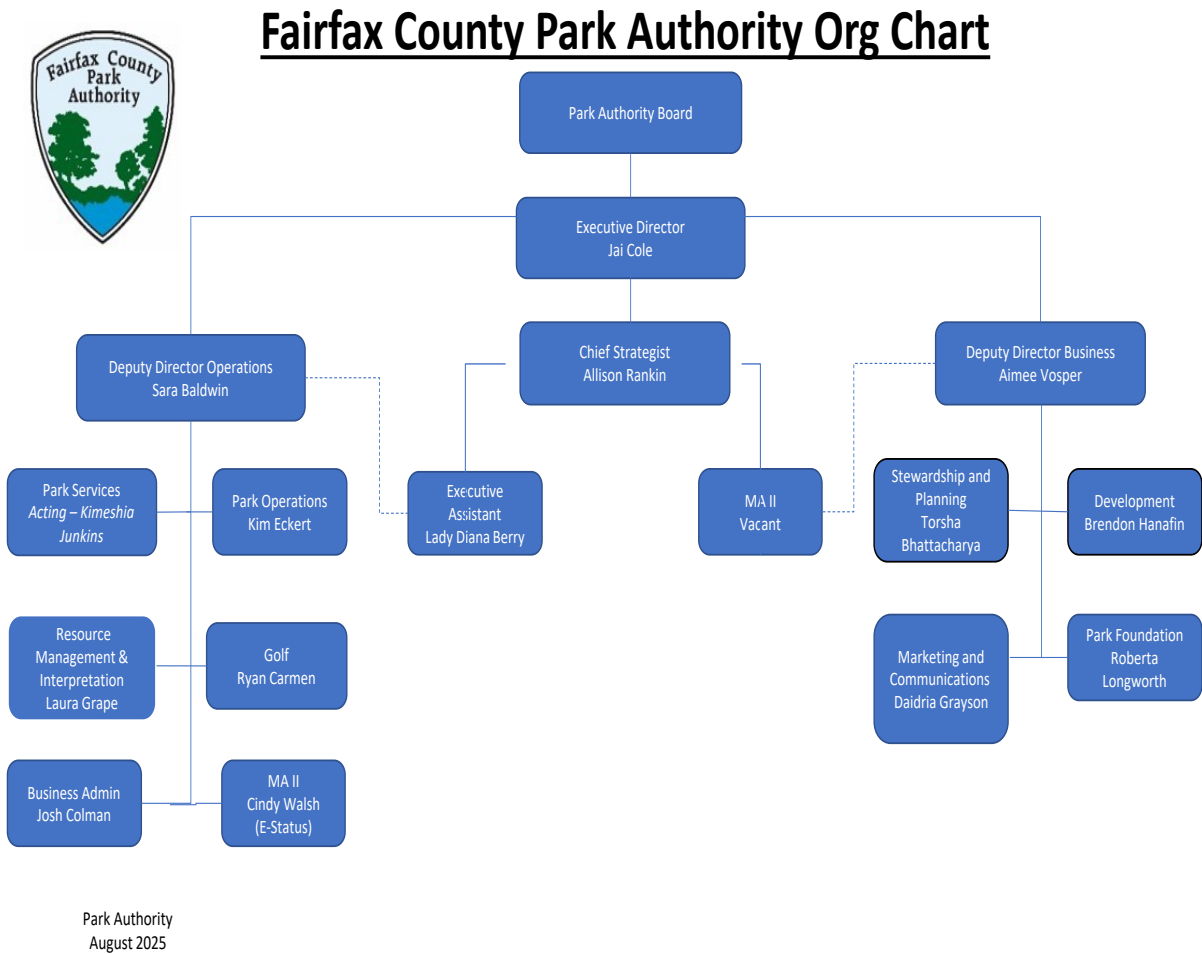 Fairfax County Park Authority Org Chart
Fairfax County
Park
Authority
Park Authority Board
Executive Director
Jai Cole
Deputy Director Operations
Sara Baldwin
Chief Strategist
Allison Rankin
Deputy Director Business
Aimee Vosper
Park Services
Acting – Kimeshia
Junkins
Park Operations
Kim Eckert
Executive
Assistant
Lady Diana Berry
MA II
Vacant
Stewardship and
Planning
Torsha
Bhattacharya
Development
Brendon Hanafin
Resource
Management &
Interpretation
Laura Grape
Golf
Ryan Carmen
Marketing and
Communications
Daidria Grayson
Park Foundation
Roberta
Longworth
Business Admin
Josh Colman
MA II
Cindy Walsh
(E-Status)
Park Authority
August 2025